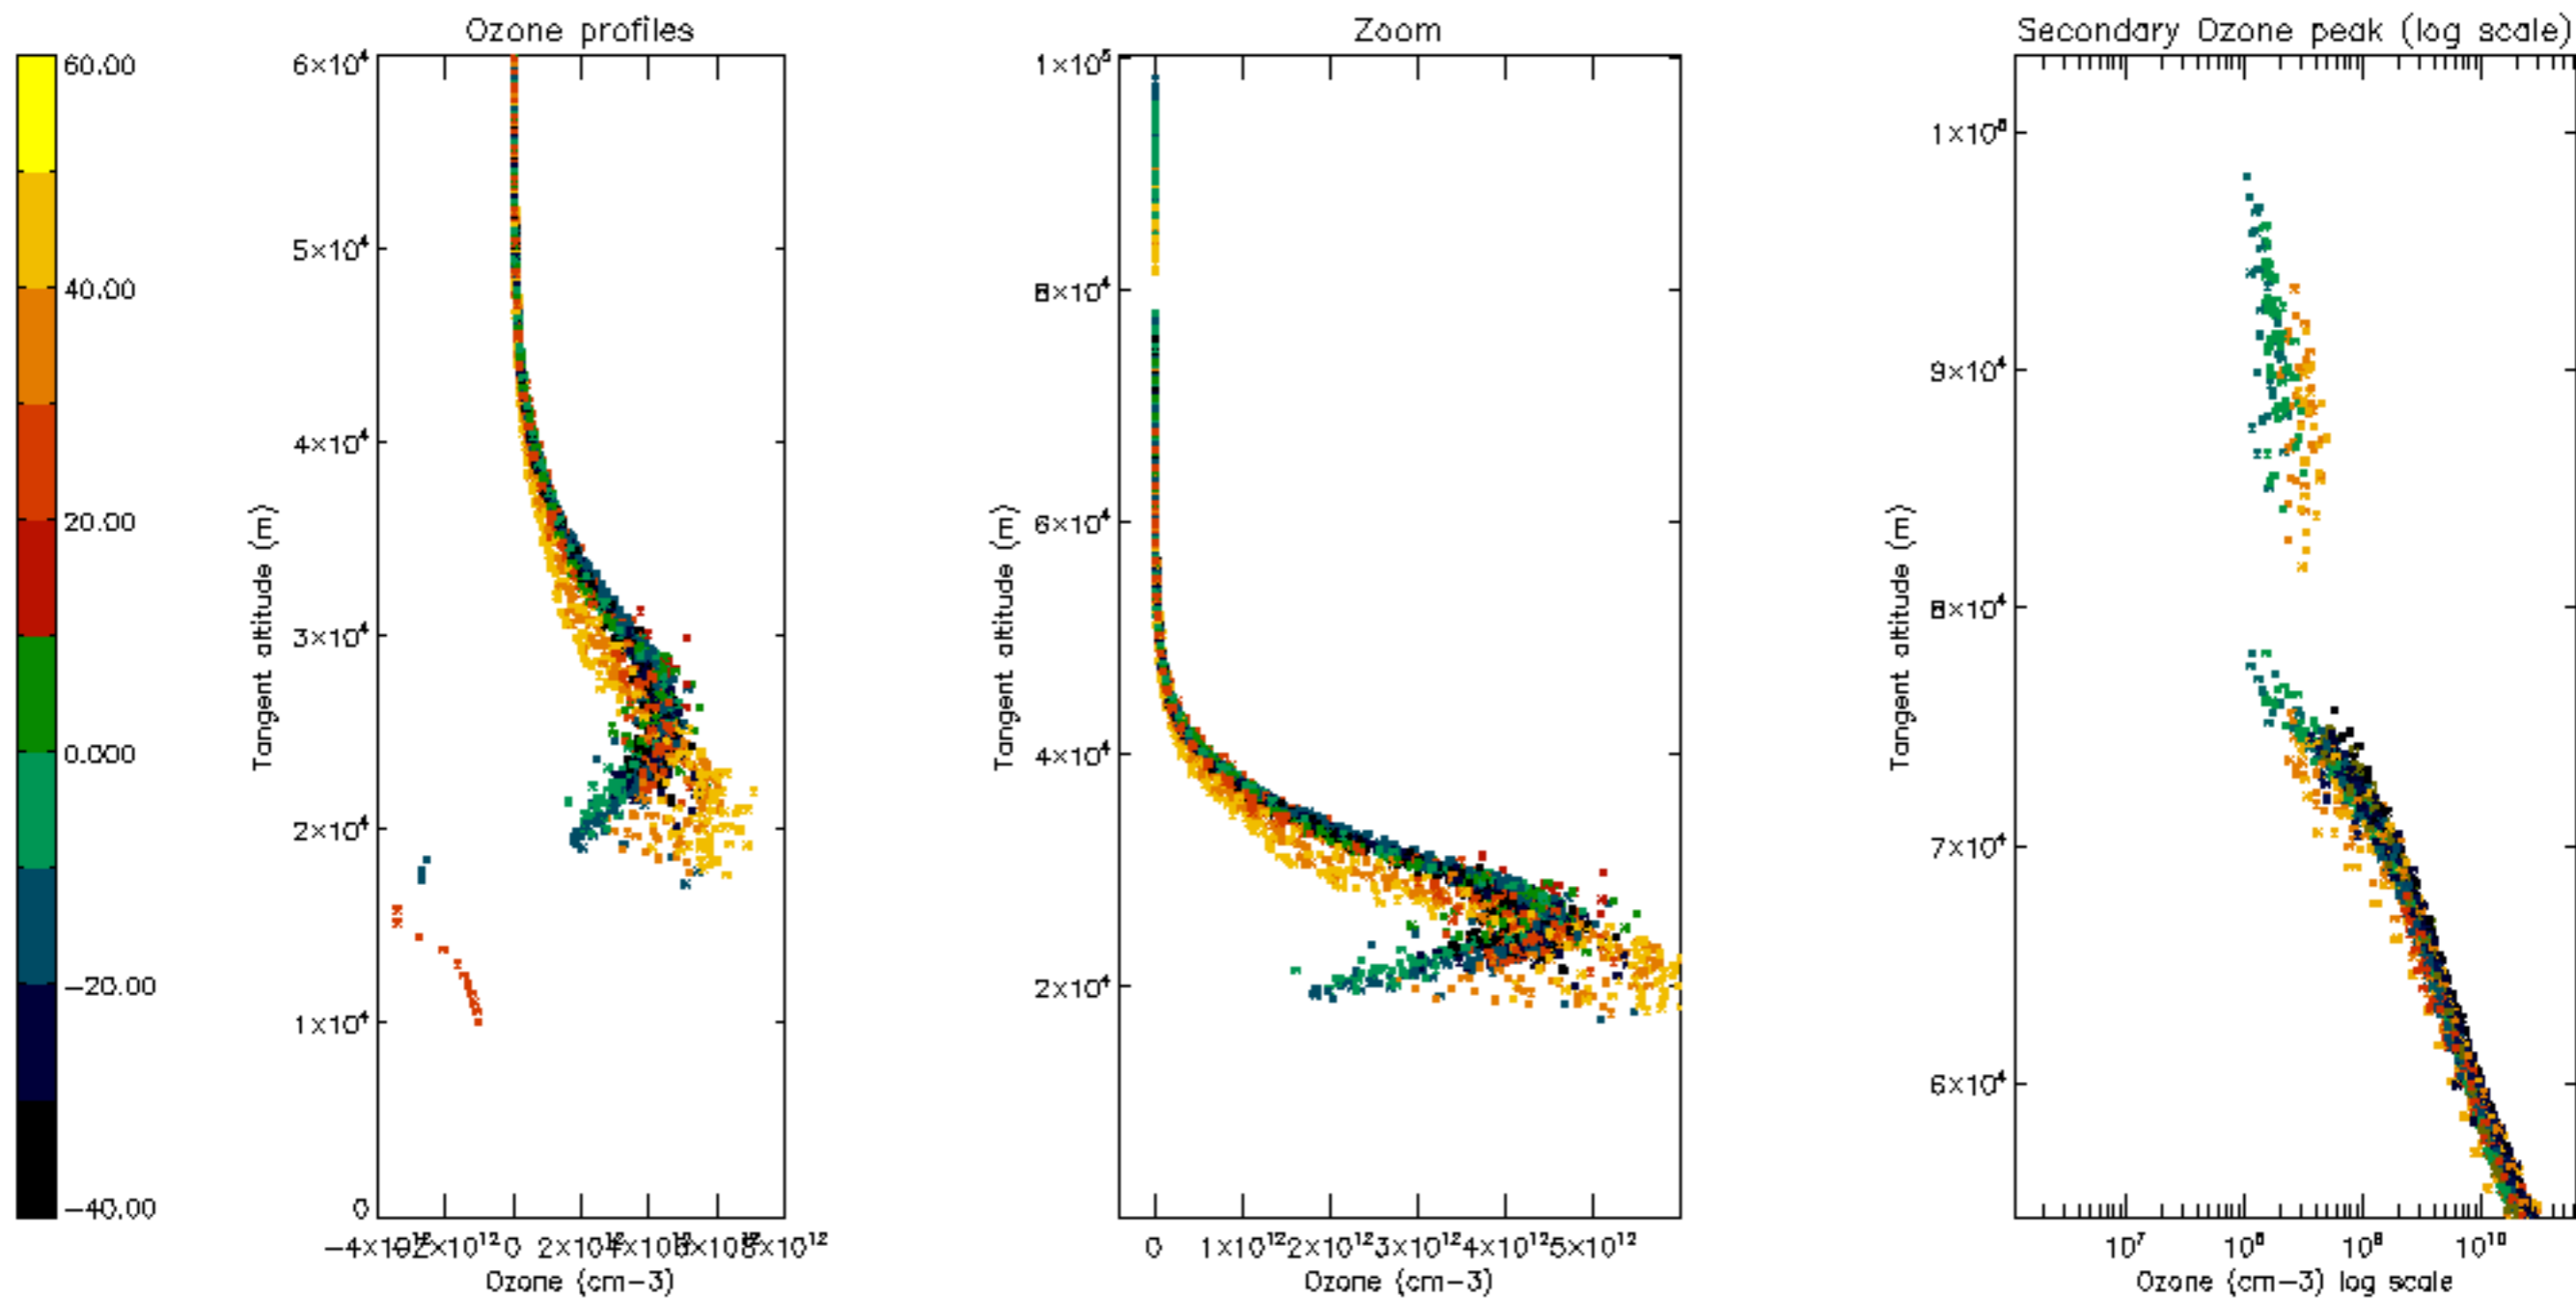 Ozone profiles
Zoom
Secondary Ozone peak (log scale)
60.00
40.00
20.00
0.000
−20.00
−40.00
6×10⁴
5×10⁴
4×10⁴
3×10⁴
2×10⁴
1×10⁴
0
Tangent altitude (m)
0
Ozone (cm−3)
1×10⁵
8×10⁴
6×10⁴
4×10⁴
2×10⁴
Tangent altitude (m)
0 1×10¹² 2×10¹² 3×10¹² 4×10¹² 5×10¹²
Ozone (cm−3)
9×10⁴
8×10⁴
7×10⁴
6×10⁴
Tangent altitude (m)
10⁷ 10⁸ 10⁹ 10¹⁰
Ozone (cm−3) log scale